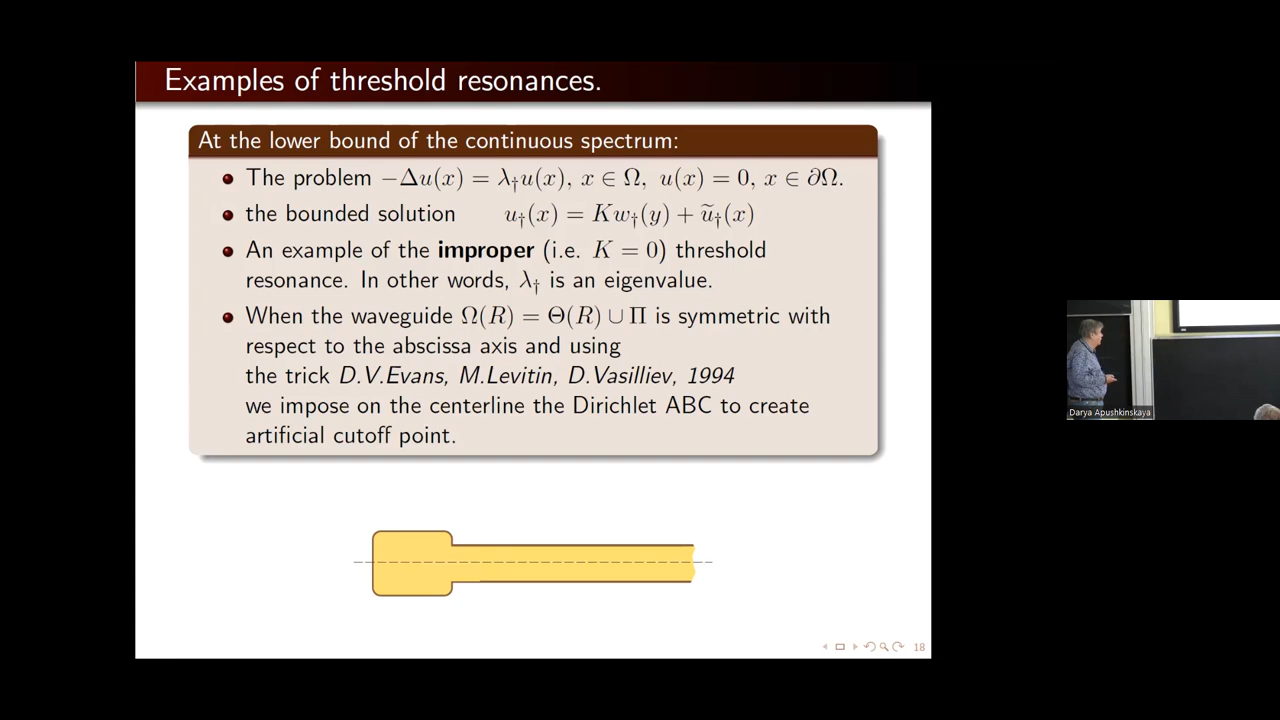 Examples of threshold resonances.
At the lower bound of the continuous spectrum:
The problem −Δu(x) = λ†u(x), x ∈ Ω, u(x) = 0, x ∈ ∂Ω.
the bounded solution u†(x) = Kw†(y) + ũ†(x)
An example of the improper (i.e. K = 0) threshold
resonance. In other words, λ† is an eigenvalue.
When the waveguide Ω(R) = Θ(R) ∪ Π is symmetric with
respect to the abscissa axis and using
the trick D.V.Evans, M.Levitin, D.Vasilliev, 1994
we impose on the centerline the Dirichlet ABC to create
artificial cutoff point.
Darya Apushkinskaya
18